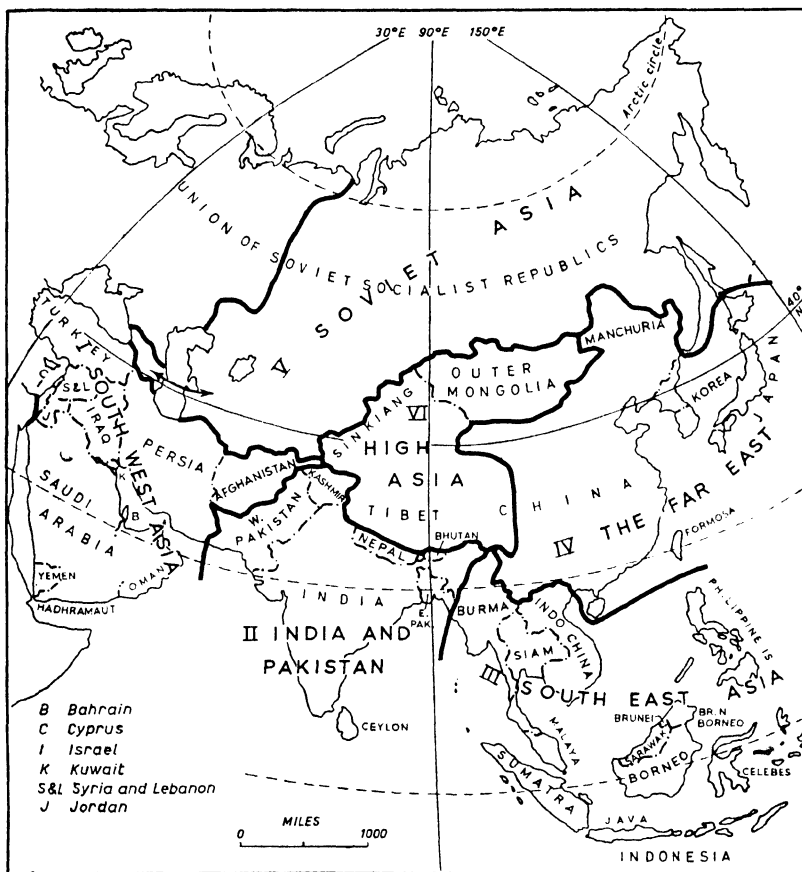 30°E 90°E 150°E
Arctic circle
UNION OF SOVIET SOCIALIST REPUBLICS
V SOVIET ASIA
40°N
TURKEY
I SOUTH WEST ASIA
C
S&L
I
J
IRAQ
K
B
PERSIA
SAUDI
ARABIA
YEMEN
OMAN
HADHRAMAUT
AFGHANISTAN
W.
PAKISTAN
KASHMIR
SINKIANG
OUTER
MONGOLIA
MANCHURIA
VI
HIGH
ASIA
TIBET
NEPAL
BHUTAN
CHINA
KOREA
JAPAN
IV THE FAR EAST
FORMOSA
INDIA
E.
PAK.
II INDIA AND
PAKISTAN
CEYLON
BURMA
INDO CHINA
SIAM
III SOUTH EAST ASIA
PHILIPPINE IS
MALAYA
BRUNEI
BR. N
BORNEO
SARAWAK
BORNEO
CELEBES
SUMATRA
JAVA
INDONESIA
B Bahrain
C Cyprus
I Israel
K Kuwait
S&L Syria and Lebanon
J Jordan
MILES
0 1000